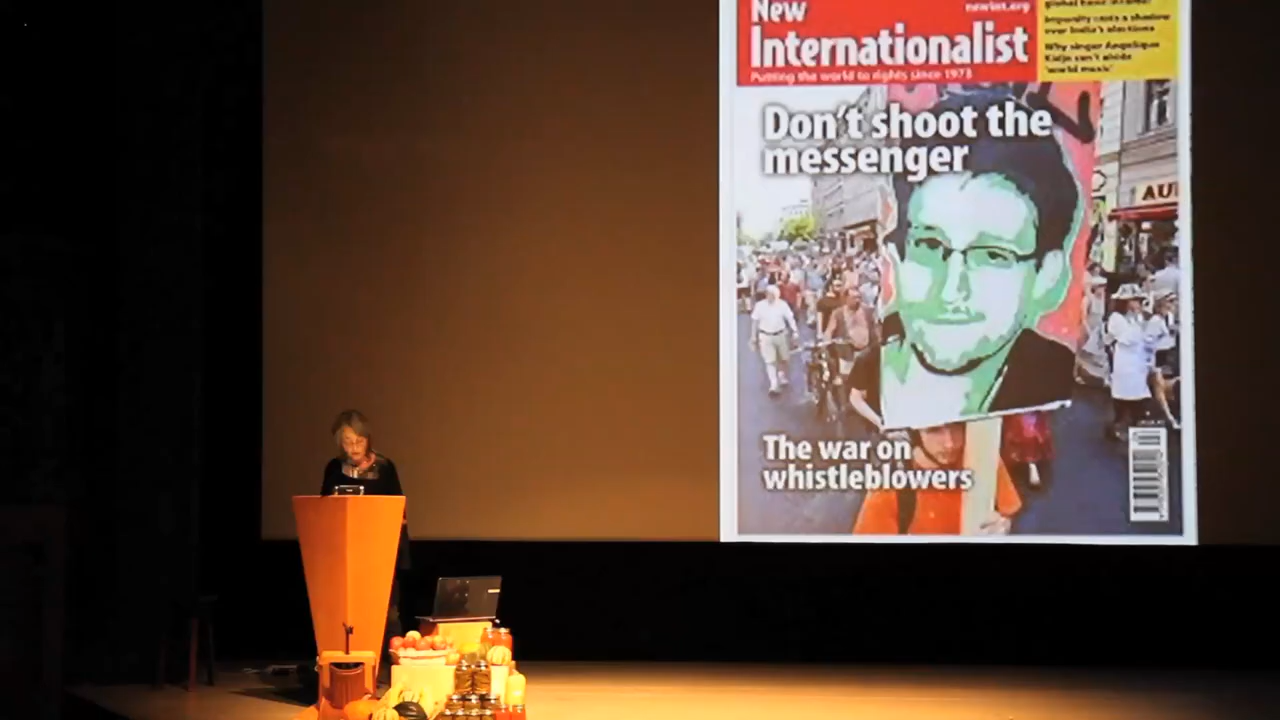 New
Internationalist
newint.org
Putting the world to rights since 1973
Impunity casts a shadow
over India's elections
Why singer Angelique
Kidjo can't abide
'world music'
Don't shoot the
messenger
AU
The war on
whistleblowers